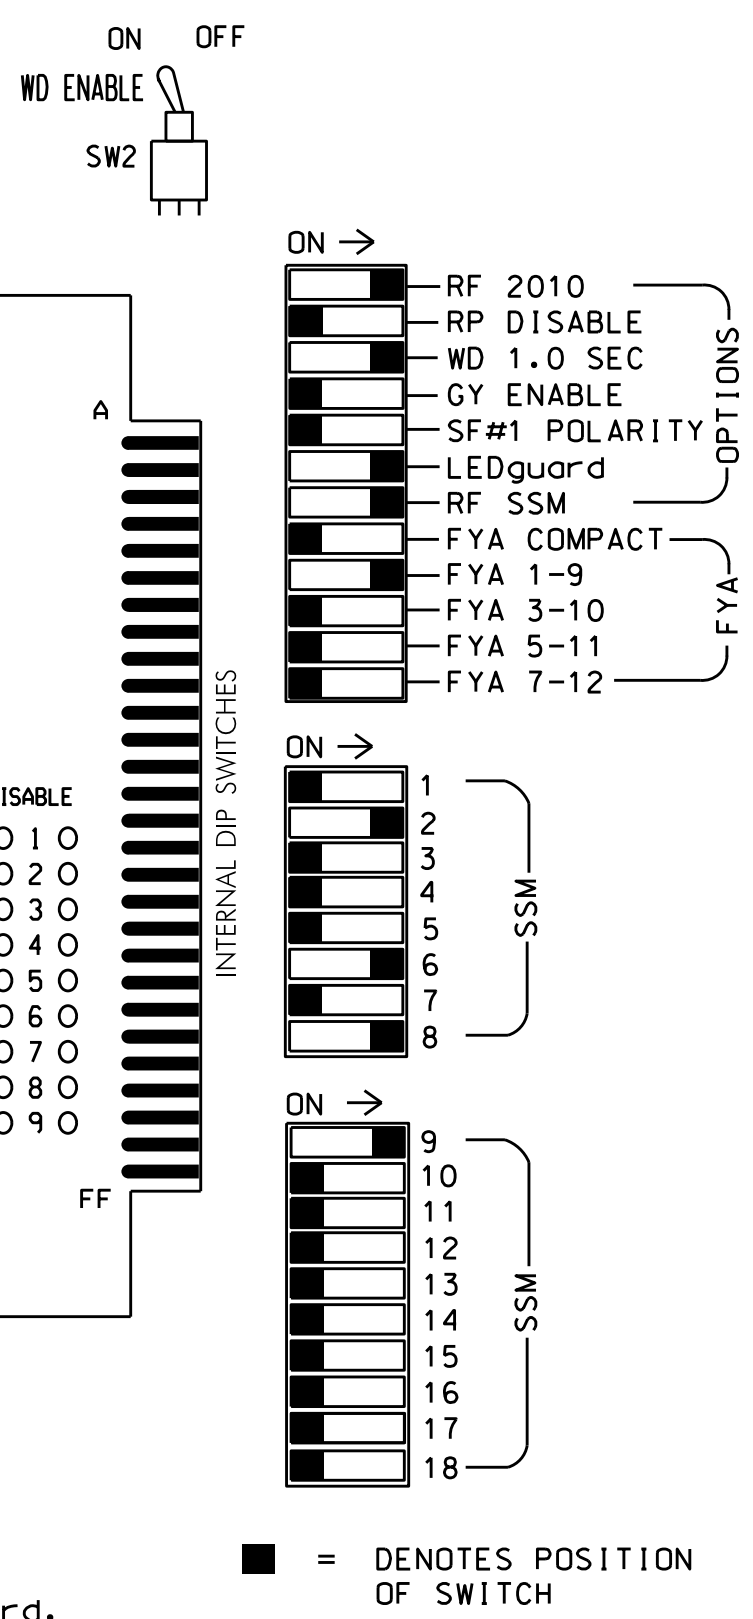 ON OFF
WD ENABLE
SW2
ON
RF 2010
RP DISABLE
WD 1.0 SEC
GY ENABLE
SF#1 POLARITY
LEDguard
RF SSM
OPTIONS
FYA COMPACT
FYA 1-9
FYA 3-10
FYA 5-11
FYA 7-12
FYA
A
FF
INTERNAL DIP SWITCHES
ISABLE
1
2
3
4
5
6
7
8
9
ON
1
2
3
4
5
6
7
8
SSM
ON
9
10
11
12
13
14
15
16
17
18
SSM
= DENOTES POSITION
OF SWITCH
rd.